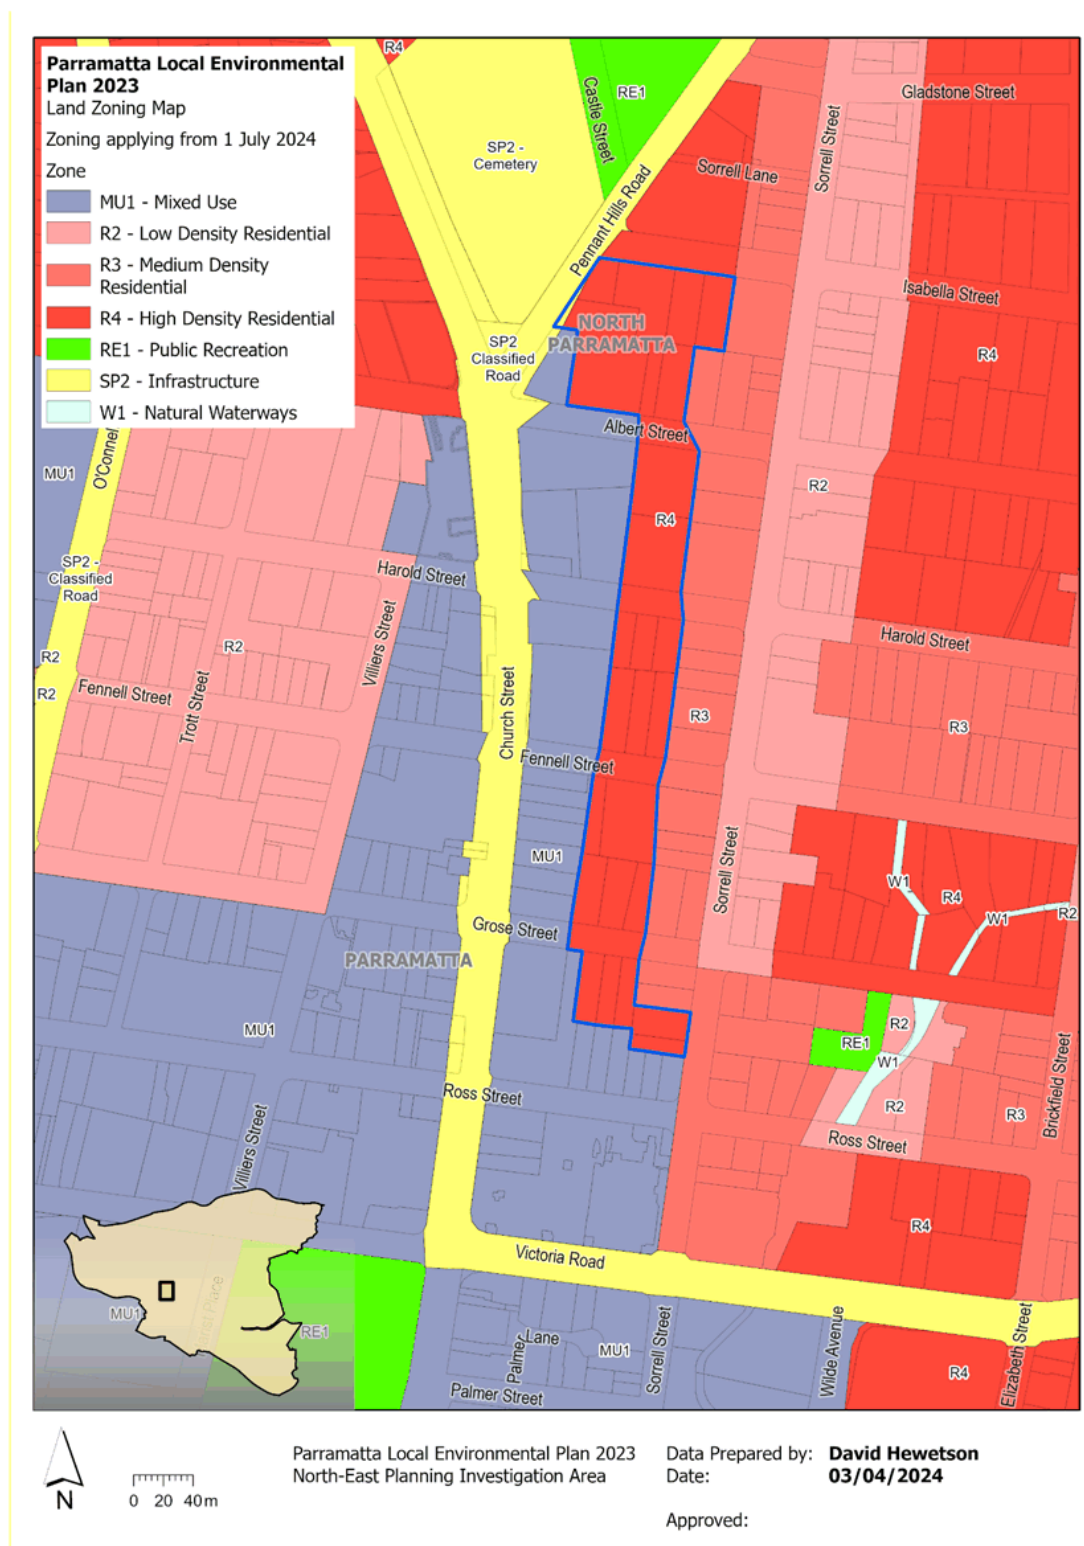 Parramatta Local Environmental
Plan 2023
Land Zoning Map
Zoning applying from 1 July 2024
Zone
MU1 - Mixed Use
R2 - Low Density Residential
R3 - Medium Density
Residential
R4 - High Density Residential
RE1 - Public Recreation
SP2 - Infrastructure
W1 - Natural Waterways
R4
RE1
Castle Street
SP2 -
Cemetery
Gladstone Street
Sorrell Street
Sorrell Lane
Pennant Hills Road
Isabella Street
NORTH
PARRAMATTA
SP2
Classified
Road
R4
Albert Street
O'Connel
MU1
R2
R4
SP2 -
Classified
Road
Harold Street
Villiers Street
Harold Street
R2
R2
R2
Fennell Street
Trott Street
Church Street
R3
R3
Fennell Street
MU1
Sorrell Street
W1
R4
W1
R2
Grose Street
PARRAMATTA
MU1
R2
RE1
W1
Brickfield Street
Ross Street
R2
R3
Ross Street
Villiers Street
R4
Victoria Road
MU1
RE1
Palmer Lane
MU1
Sorrell Street
Wilde Avenue
R4
Elizabeth Street
Palmer Street
N
0 20 40m
Parramatta Local Environmental Plan 2023
North-East Planning Investigation Area
Data Prepared by: David Hewetson
Date: 03/04/2024
Approved: